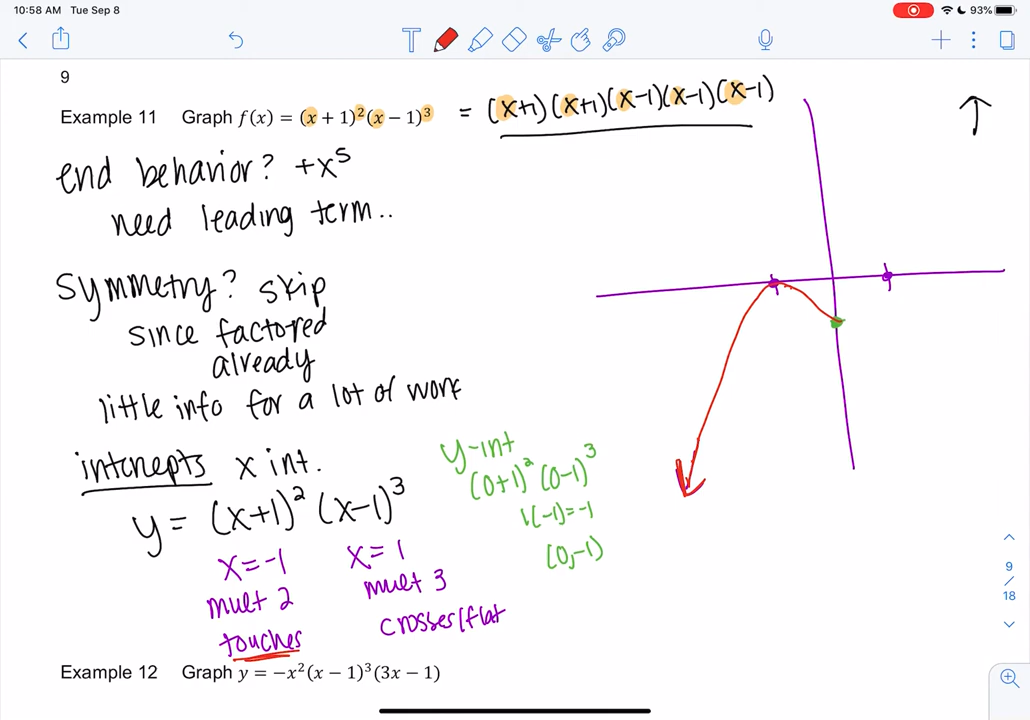 10:58 AM Tue Sep 8
93%
9
Example 11 Graph f(x) = (x + 1)²(x − 1)³ = (x+1)(x+1)(x-1)(x-1)(x-1)
end behavior? +x⁵
need leading term..
Symmetry? skip
since factored
already
little info for a lot of work
intercepts x int.
y = (x+1)² (x-1)³
x=-1 x=1
mult 2 mult 3
touches crosses/flat
y-int
(0+1)² (0-1)³
1(-1)=-1
(0,-1)
Example 12 Graph y = −x²(x − 1)³(3x − 1)
9
/
18